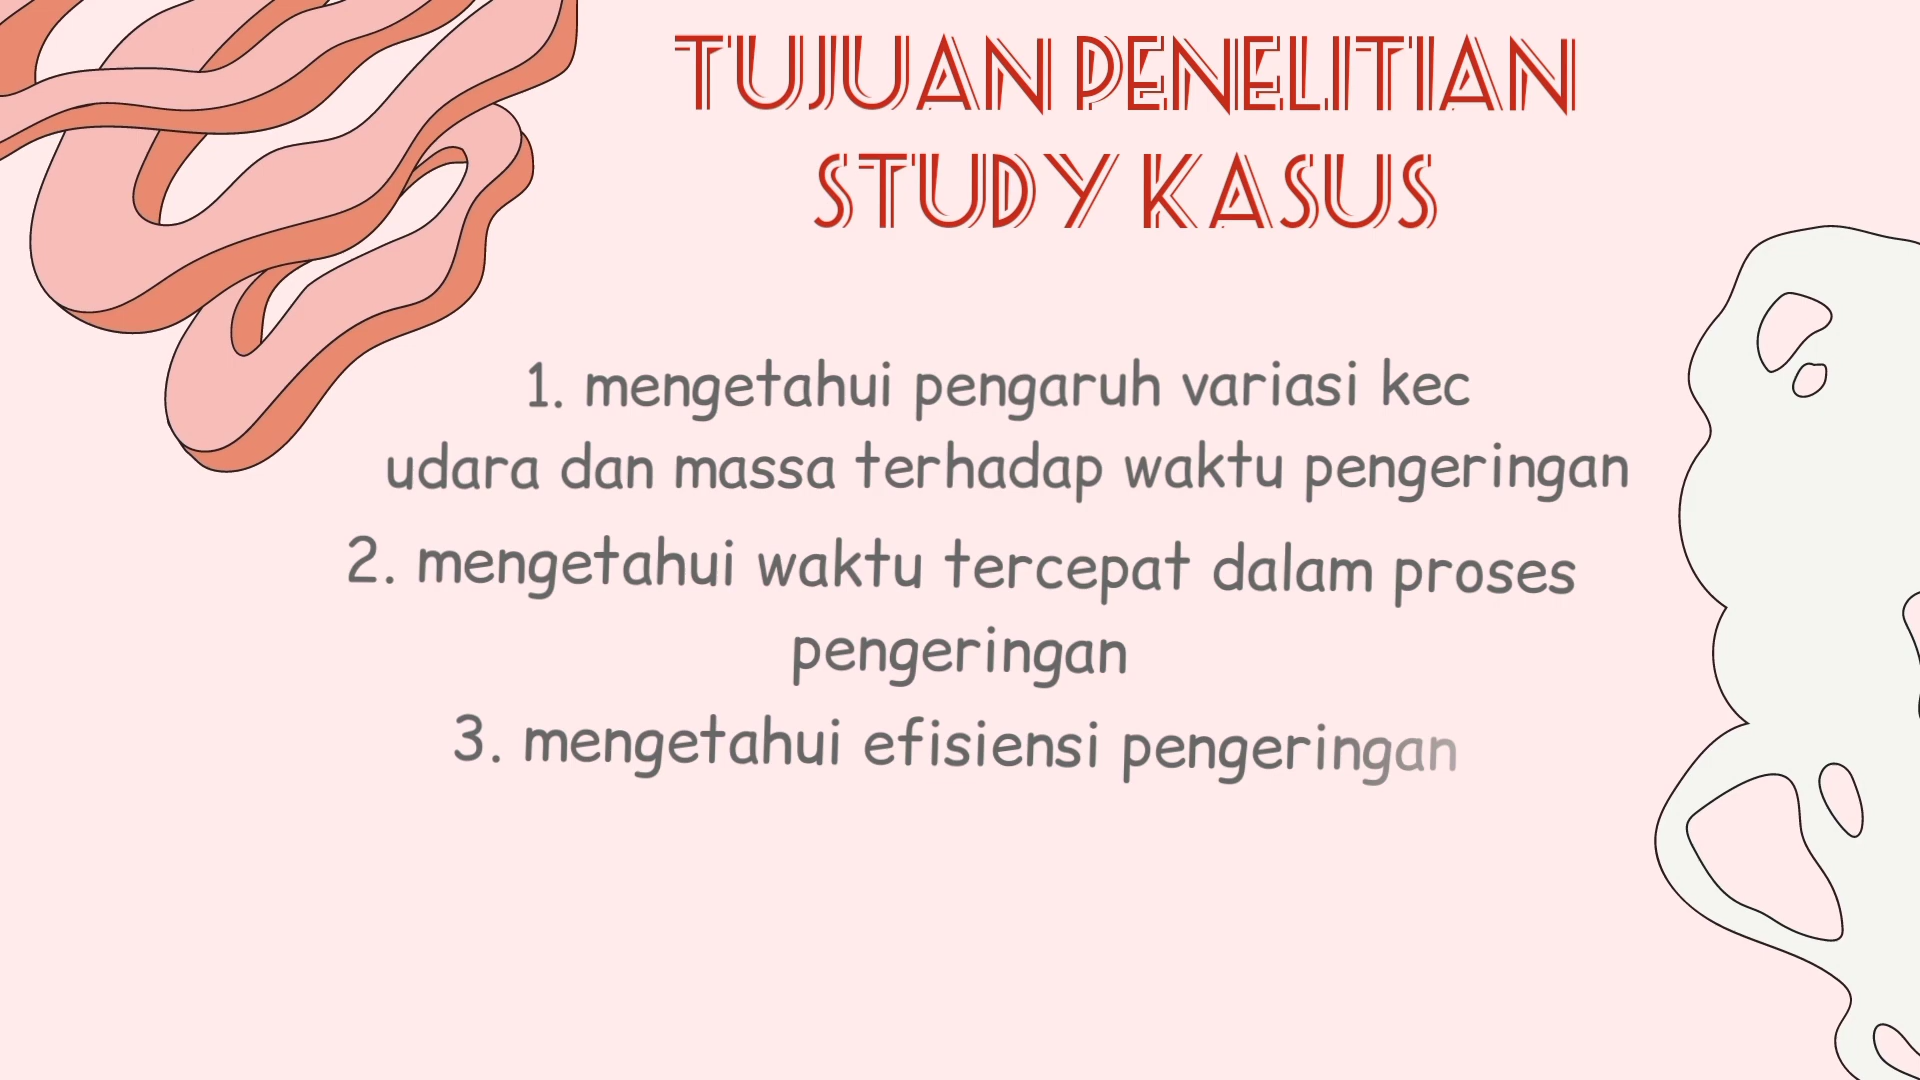 TUJUAN PENELITIAN
STUDY KASUS
1. mengetahui pengaruh variasi kec
udara dan massa terhadap waktu pengeringan
2. mengetahui waktu tercepat dalam proses
pengeringan
3. mengetahui efisiensi pengeringan